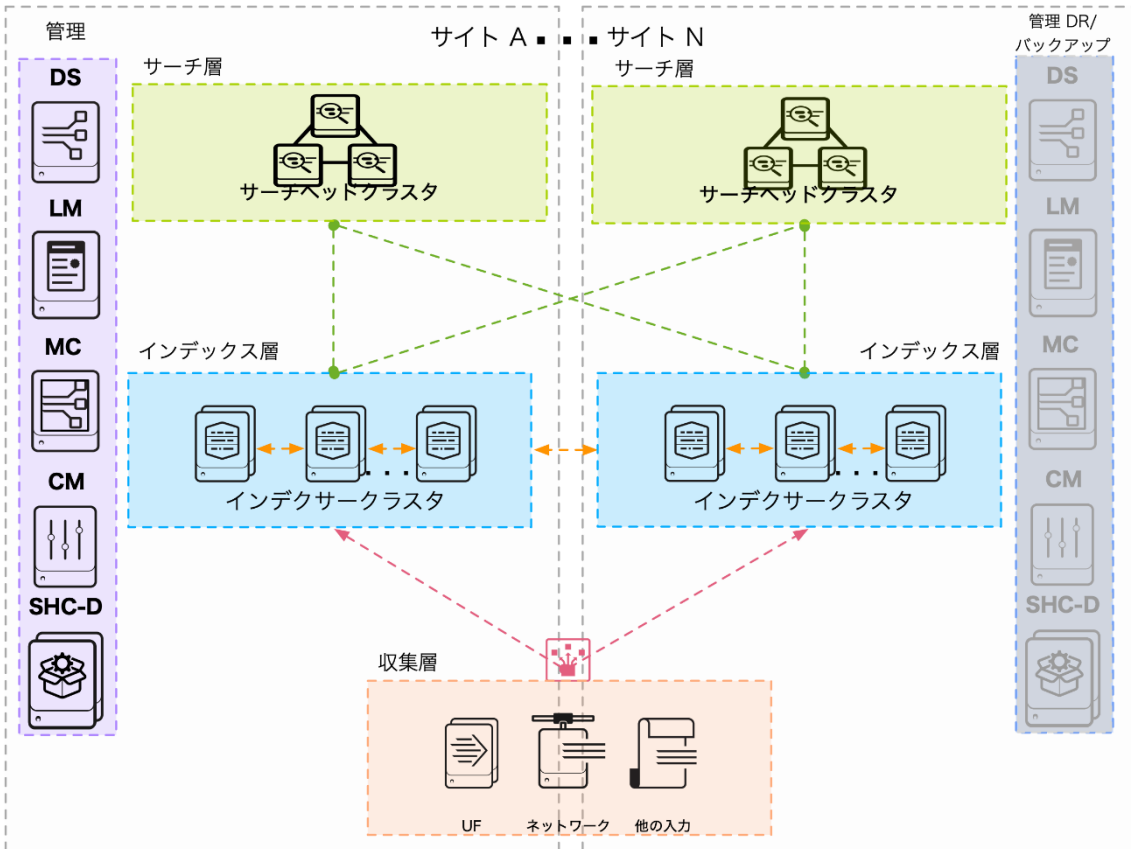 管理
サイト A ▪ ▪ ▪ サイト N
管理 DR/
バックアップ
サーチ層
サーチ層
DS
DS
サーチヘッドクラスタ
サーチヘッドクラスタ
LM
LM
MC
MC
インデックス層
インデックス層
. . .
. . .
インデクサークラスタ
インデクサークラスタ
CM
CM
SHC-D
SHC-D
収集層
UF
ネットワーク
他の入力